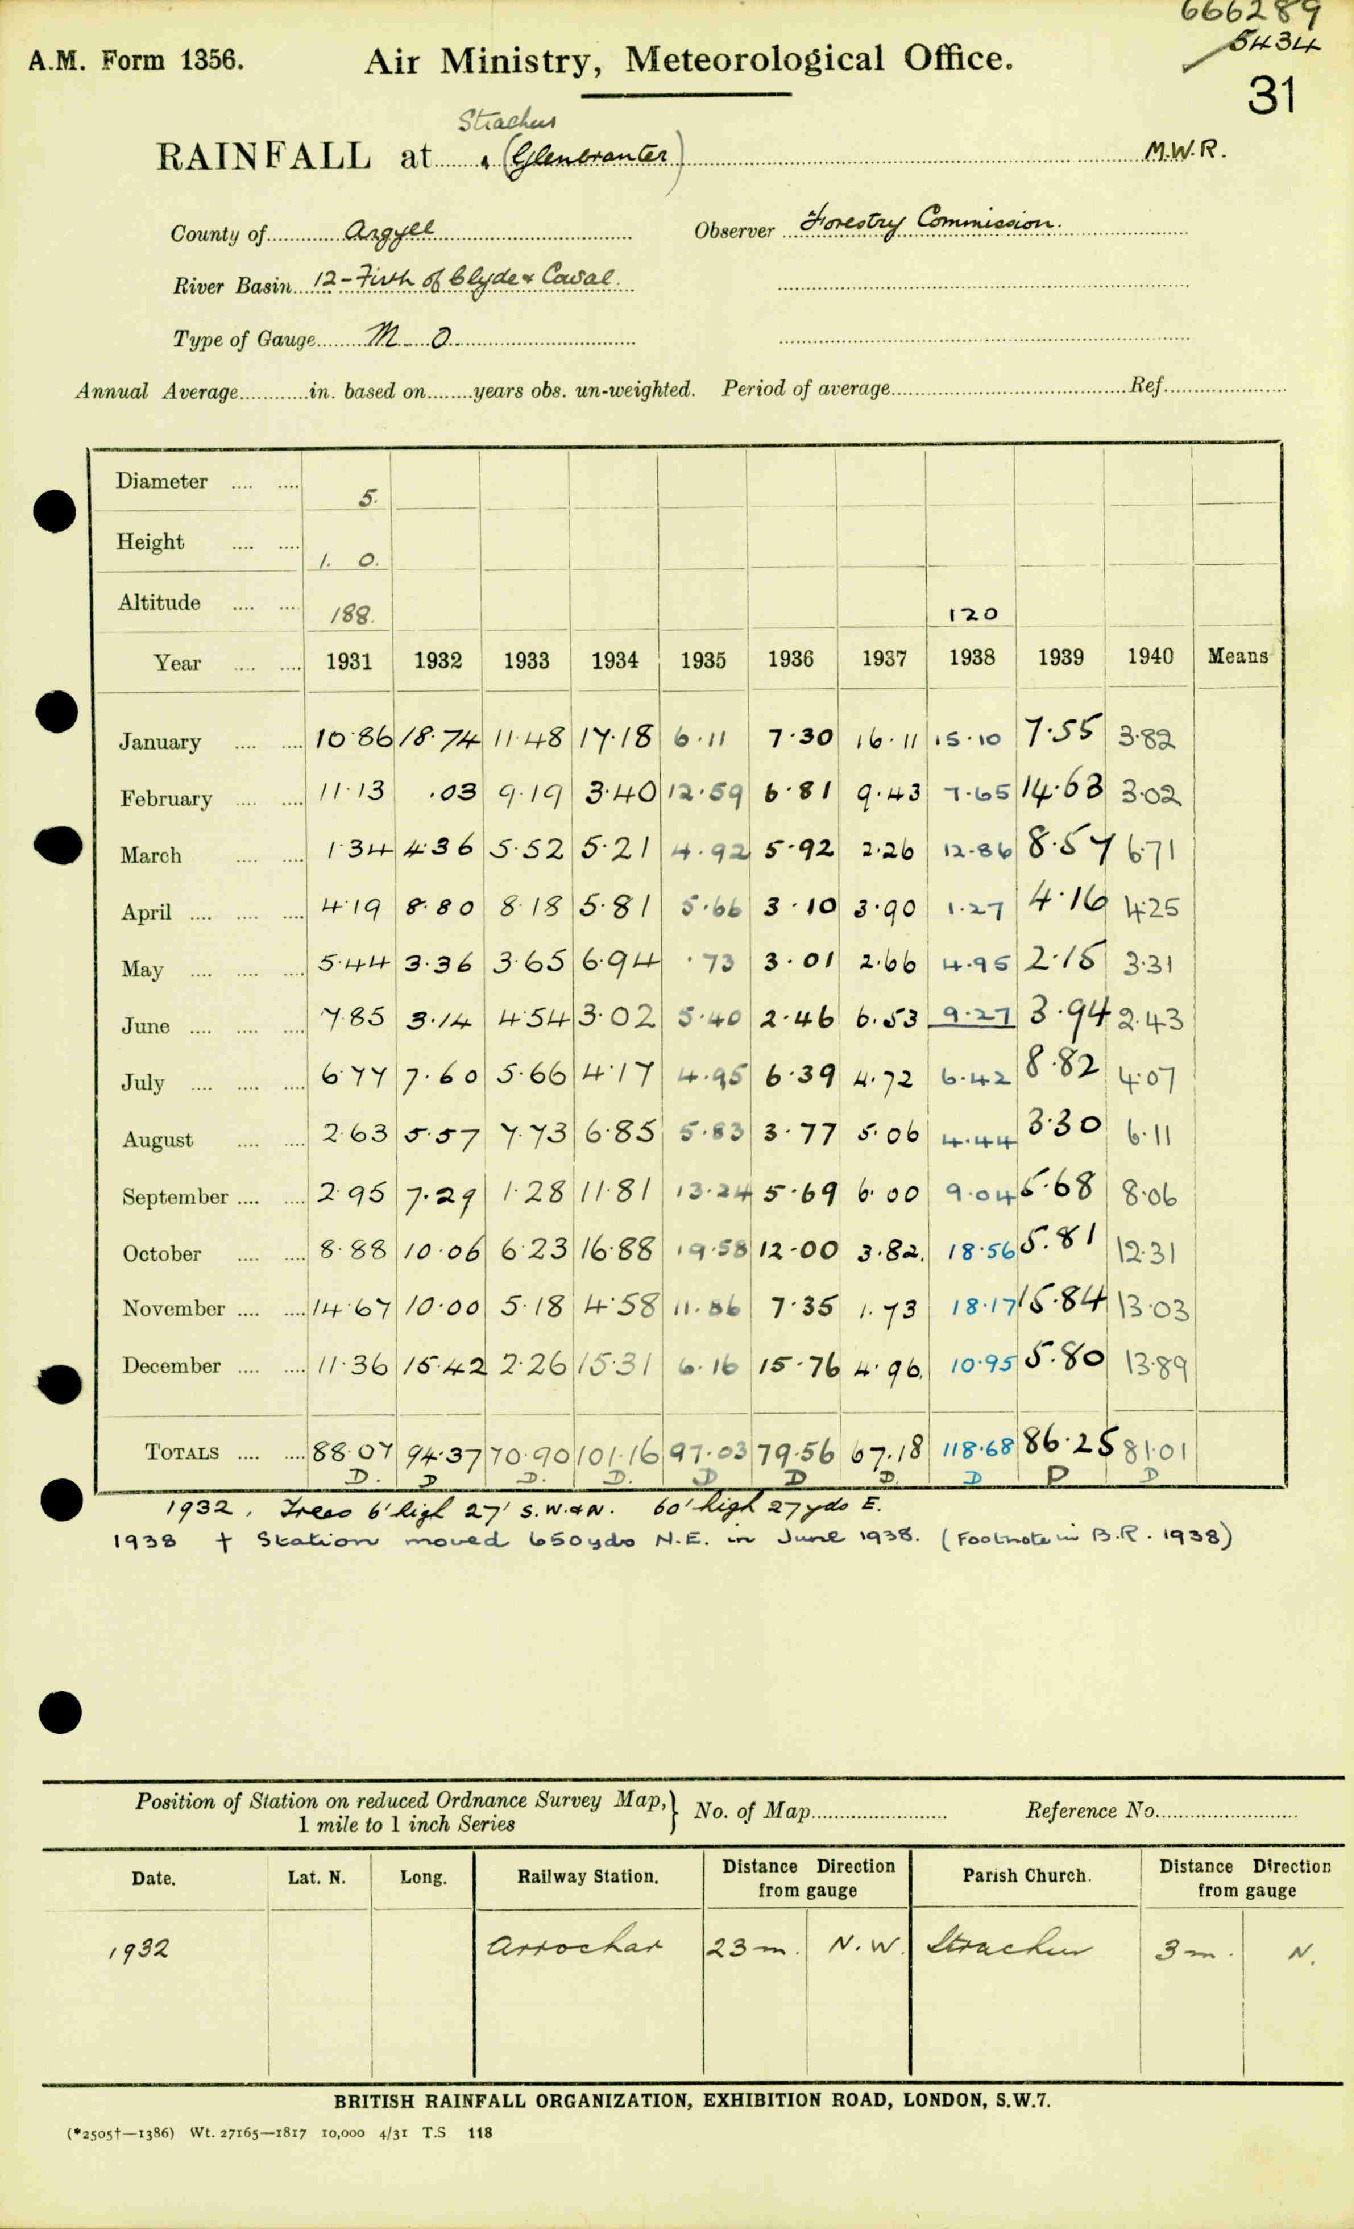 666289
5434
A.M. Form 1356. Air Ministry, Meteorological Office.
31
Strachur
RAINFALL at (Glenbranter) M.W.R.
County of Argyll Observer Forestry Commission.
River Basin 12-Firth of Clyde & Cowal.
Type of Gauge M O
Annual Average in. based on years obs. un-weighted. Period of average Ref.
Diameter 5.
Height 1. 0.
Altitude 188. 120
Year 1931 1932 1933 1934 1935 1936 1937 1938 1939 1940 Means
January 10.86 18.74 11.48 17.18 6.11 7.30 16.11 15.10 7.55 3.82
February 11.13 .03 9.19 3.40 12.59 6.81 9.43 7.65 14.63 3.02
March 1.34 4.36 5.52 5.21 4.92 5.92 2.26 12.86 8.57 6.71
April 4.19 8.80 8.18 5.81 5.66 3.10 3.90 1.27 4.16 4.25
May 5.44 3.36 3.65 6.94 .73 3.01 2.66 4.95 2.15 3.31
June 7.85 3.14 4.54 3.02 5.40 2.46 6.53 9.27 3.94 2.43
July 6.77 7.60 5.66 4.17 4.95 6.39 4.72 6.42 8.82 4.07
August 2.63 5.57 7.73 6.85 5.83 3.77 5.06 4.44 3.30 6.11
September 2.95 7.29 1.28 11.81 13.24 5.69 6.00 9.04 5.68 8.06
October 8.88 10.06 6.23 16.88 19.58 12.00 3.82 18.56 5.81 12.31
November 14.67 10.00 5.18 4.58 11.86 7.35 1.73 18.17 15.84 13.03
December 11.36 15.42 2.26 15.31 6.16 15.76 4.96 10.95 5.80 13.89
TOTALS 88.07 94.37 70.90 101.16 97.03 79.56 67.18 118.68 86.25 81.01
D. D D. D. D D D. D D D
1932. Trees 6' high 27' S.W.&N. 60' high 27yds E.
1938 † Station moved 650yds N.E. in June 1938. (Footnote in B.R. 1938)
Position of Station on reduced Ordnance Survey Map, } No. of Map Reference No.
1 mile to 1 inch Series
Date. Lat. N. Long. Railway Station. Distance Direction from gauge Parish Church. Distance Direction from gauge
1932 Arrochar 23 m. N.W. Strachur 3 m. N.
BRITISH RAINFALL ORGANIZATION, EXHIBITION ROAD, LONDON, S.W.7.
(*2505†—1386) Wt. 27165—1817 10,000 4/31 T.S 118